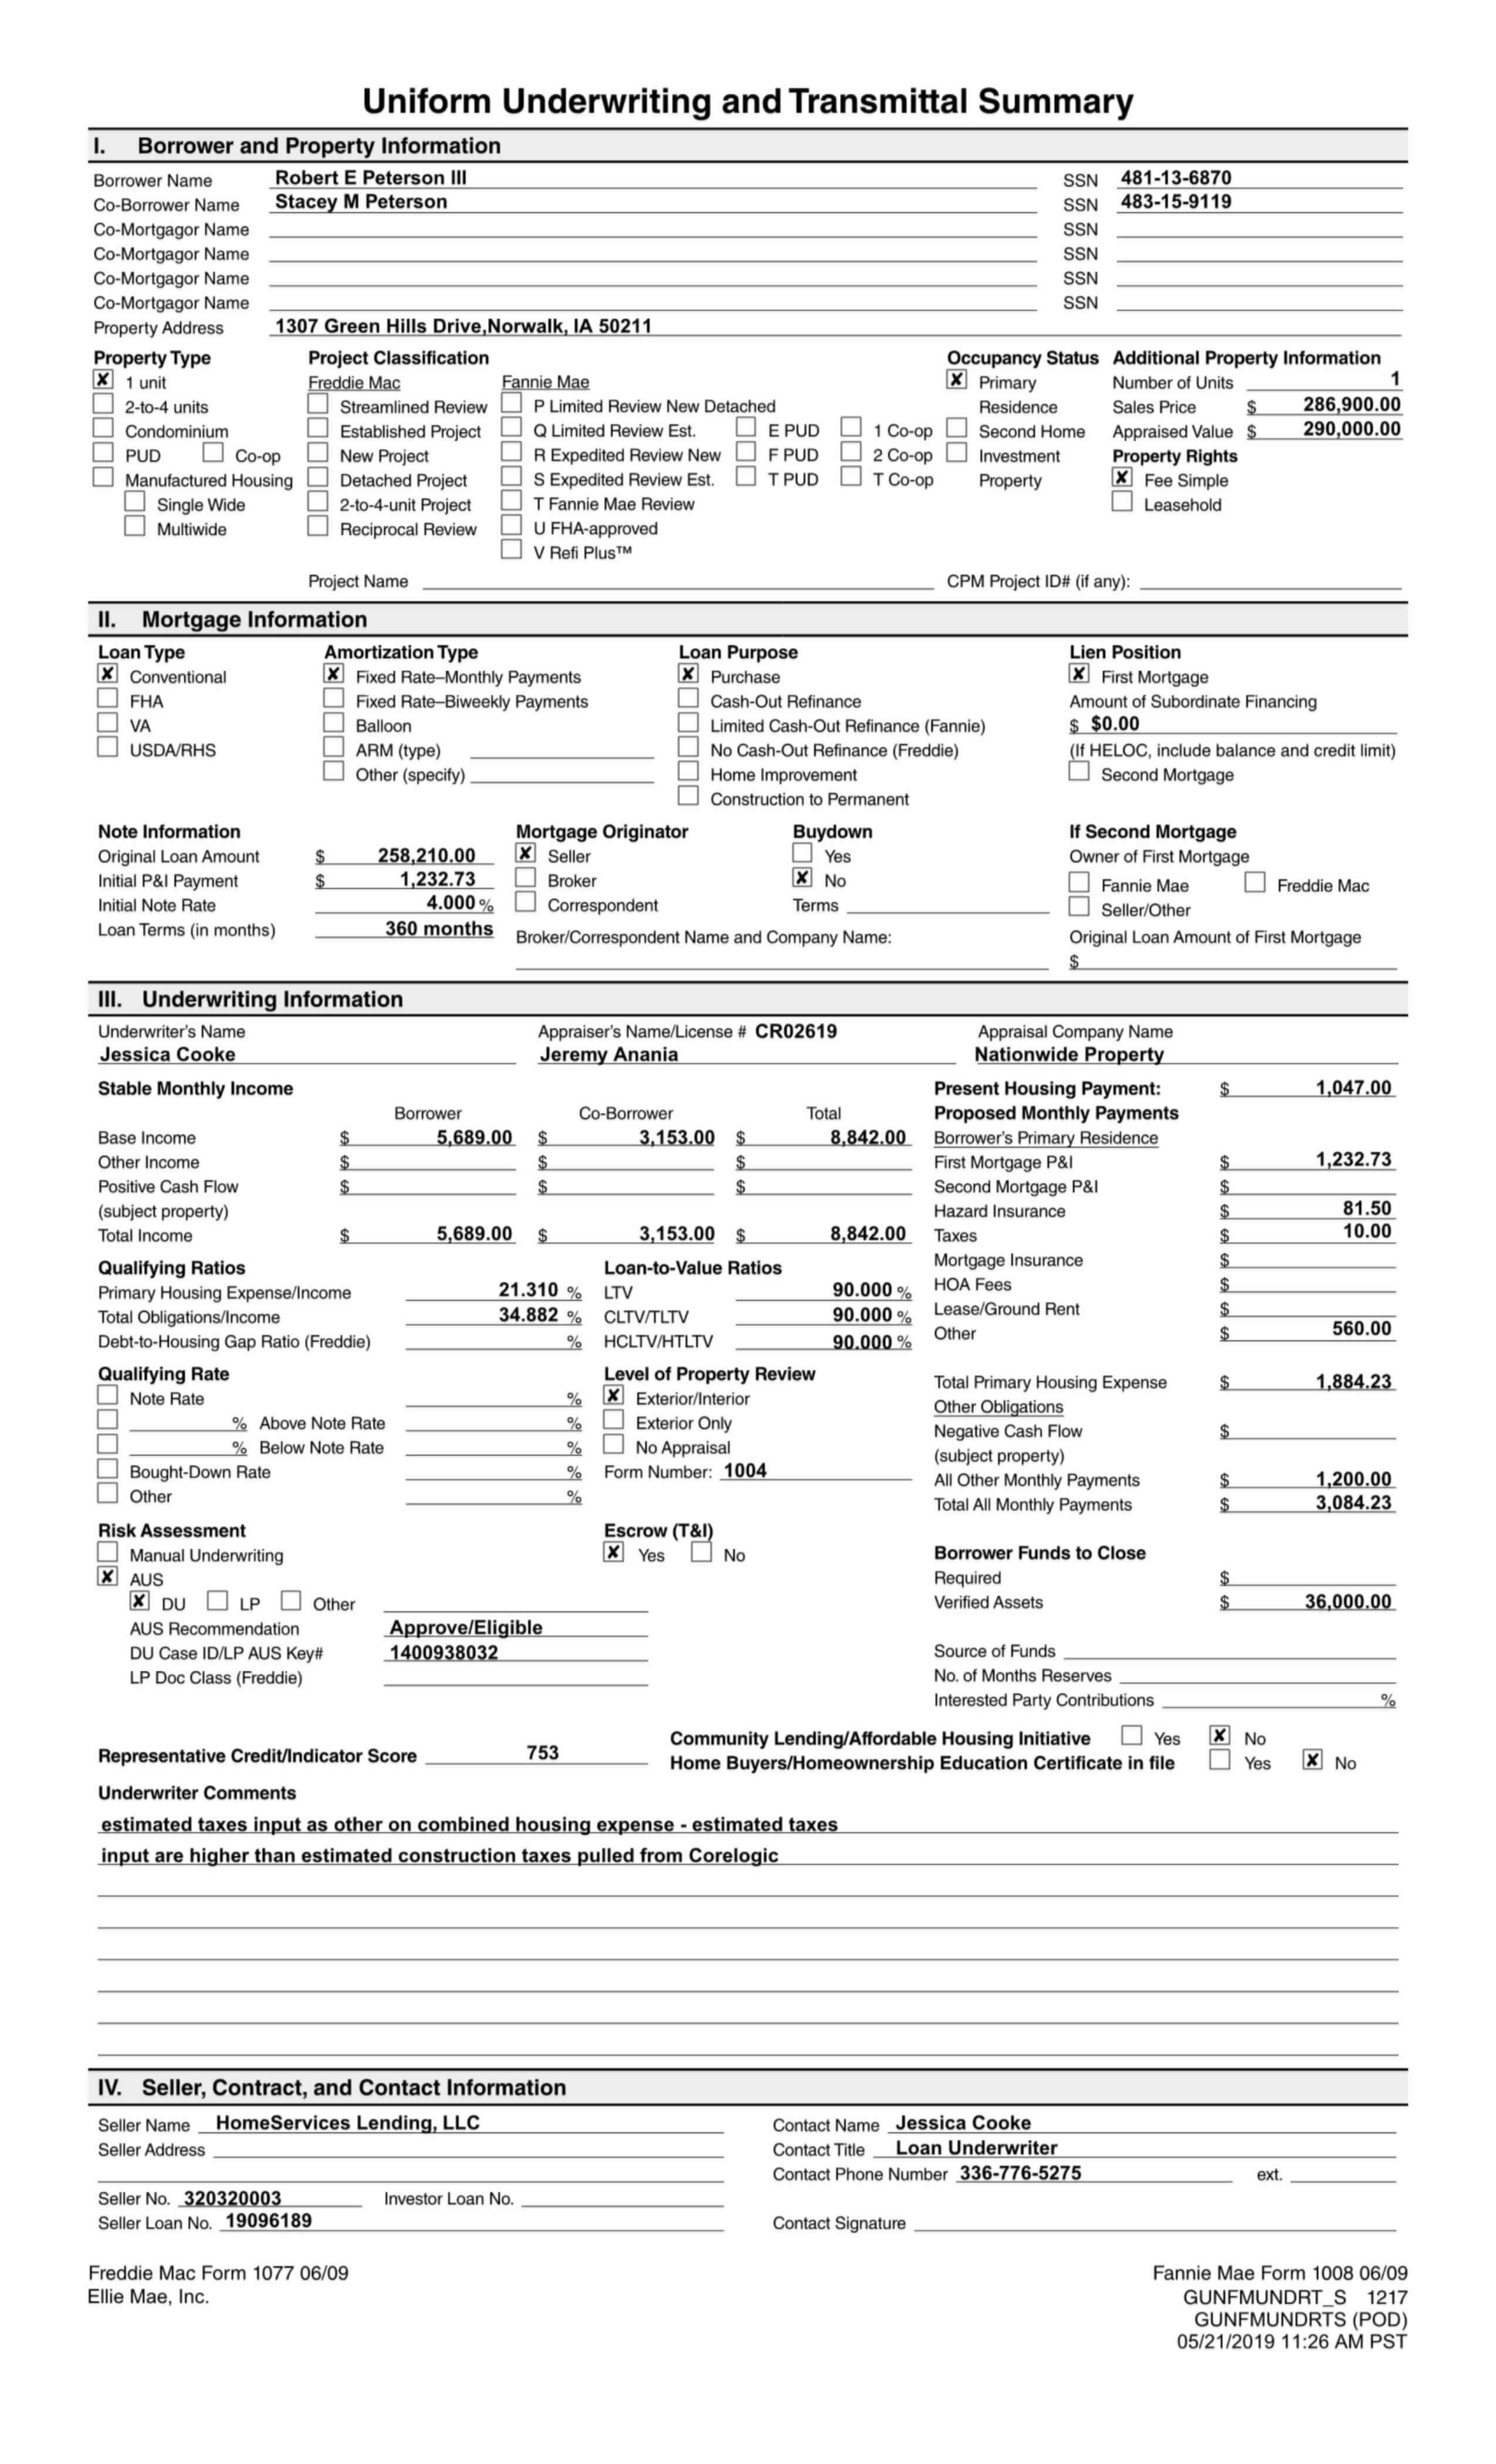 Uniform Underwriting and Transmittal Summary
I. Borrower and Property Information
Borrower Name Robert E Peterson III SSN 481-13-6870
Co-Borrower Name Stacey M Peterson SSN 483-15-9119
Co-Mortgagor Name SSN
Co-Mortgagor Name SSN
Co-Mortgagor Name SSN
Co-Mortgagor Name SSN
Property Address 1307 Green Hills Drive,Norwalk, IA 50211
Property Type Project Classification Occupancy Status Additional Property Information
✘ 1 unit Freddie Mac Fannie Mae ✘ Primary Number of Units 1
2-to-4 units Streamlined Review P Limited Review New Detached Residence Sales Price $ 286,900.00
Condominium Established Project Q Limited Review Est. E PUD 1 Co-op Second Home Appraised Value $ 290,000.00
PUD Co-op New Project R Expedited Review New F PUD 2 Co-op Investment Property Rights
Manufactured Housing Detached Project S Expedited Review Est. T PUD T Co-op Property ✘ Fee Simple
Single Wide 2-to-4-unit Project T Fannie Mae Review Leasehold
Multiwide Reciprocal Review U FHA-approved
V Refi Plus™
Project Name CPM Project ID# (if any):
II. Mortgage Information
Loan Type Amortization Type Loan Purpose Lien Position
✘ Conventional ✘ Fixed Rate–Monthly Payments ✘ Purchase ✘ First Mortgage
FHA Fixed Rate–Biweekly Payments Cash-Out Refinance Amount of Subordinate Financing
VA Balloon Limited Cash-Out Refinance (Fannie) $ $0.00
USDA/RHS ARM (type) No Cash-Out Refinance (Freddie) (If HELOC, include balance and credit limit)
Other (specify) Home Improvement Second Mortgage
Construction to Permanent
Note Information Mortgage Originator Buydown If Second Mortgage
Original Loan Amount $ 258,210.00 ✘ Seller Yes Owner of First Mortgage
Initial P&I Payment $ 1,232.73 Broker ✘ No Fannie Mae Freddie Mac
Initial Note Rate 4.000 % Correspondent Terms Seller/Other
Loan Terms (in months) 360 months Broker/Correspondent Name and Company Name: Original Loan Amount of First Mortgage
$
III. Underwriting Information
Underwriter's Name Appraiser's Name/License # CR02619 Appraisal Company Name
Jessica Cooke Jeremy Anania Nationwide Property
Stable Monthly Income Present Housing Payment: $ 1,047.00
Borrower Co-Borrower Total Proposed Monthly Payments
Base Income $ 5,689.00 $ 3,153.00 $ 8,842.00 Borrower's Primary Residence
Other Income $ $ $ First Mortgage P&I $ 1,232.73
Positive Cash Flow $ $ $ Second Mortgage P&I $
(subject property) Hazard Insurance $ 81.50
Total Income $ 5,689.00 $ 3,153.00 $ 8,842.00 Taxes $ 10.00
Qualifying Ratios Loan-to-Value Ratios Mortgage Insurance $
Primary Housing Expense/Income 21.310 % LTV 90.000 % HOA Fees $
Total Obligations/Income 34.882 % CLTV/TLTV 90.000 % Lease/Ground Rent $
Debt-to-Housing Gap Ratio (Freddie) % HCLTV/HTLTV 90.000 % Other $ 560.00
Qualifying Rate Level of Property Review Total Primary Housing Expense $ 1,884.23
Note Rate % ✘ Exterior/Interior Other Obligations
% Above Note Rate % Exterior Only Negative Cash Flow $
% Below Note Rate % No Appraisal (subject property)
Bought-Down Rate % Form Number: 1004 All Other Monthly Payments $ 1,200.00
Other % Total All Monthly Payments $ 3,084.23
Risk Assessment Escrow (T&I)
Manual Underwriting ✘ Yes No Borrower Funds to Close
✘ AUS Required $
✘ DU LP Other Verified Assets $ 36,000.00
AUS Recommendation Approve/Eligible
DU Case ID/LP AUS Key# 1400938032 Source of Funds
LP Doc Class (Freddie) No. of Months Reserves
Interested Party Contributions %
Community Lending/Affordable Housing Initiative Yes ✘ No
Representative Credit/Indicator Score 753 Home Buyers/Homeownership Education Certificate in file Yes ✘ No
Underwriter Comments
estimated taxes input as other on combined housing expense - estimated taxes
input are higher than estimated construction taxes pulled from Corelogic
IV. Seller, Contract, and Contact Information
Seller Name HomeServices Lending, LLC Contact Name Jessica Cooke
Seller Address Contact Title Loan Underwriter
Contact Phone Number 336-776-5275 ext.
Seller No. 320320003 Investor Loan No.
Seller Loan No. 19096189 Contact Signature
Freddie Mac Form 1077 06/09 Fannie Mae Form 1008 06/09
Ellie Mae, Inc. GUNFMUNDRT_S 1217
GUNFMUNDRTS (POD)
05/21/2019 11:26 AM PST